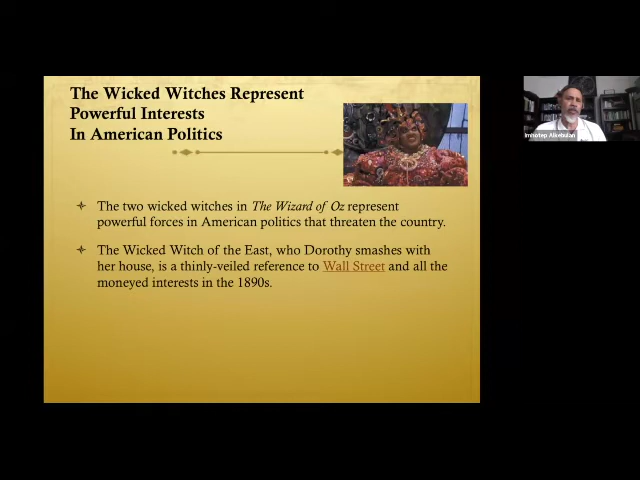 The Wicked Witches Represent
Powerful Interests
In American Politics
Imhotep Alkebulan
The two wicked witches in The Wizard of Oz represent
powerful forces in American politics that threaten the country.
The Wicked Witch of the East, who Dorothy smashes with
her house, is a thinly-veiled reference to Wall Street and all the
moneyed interests in the 1890s.